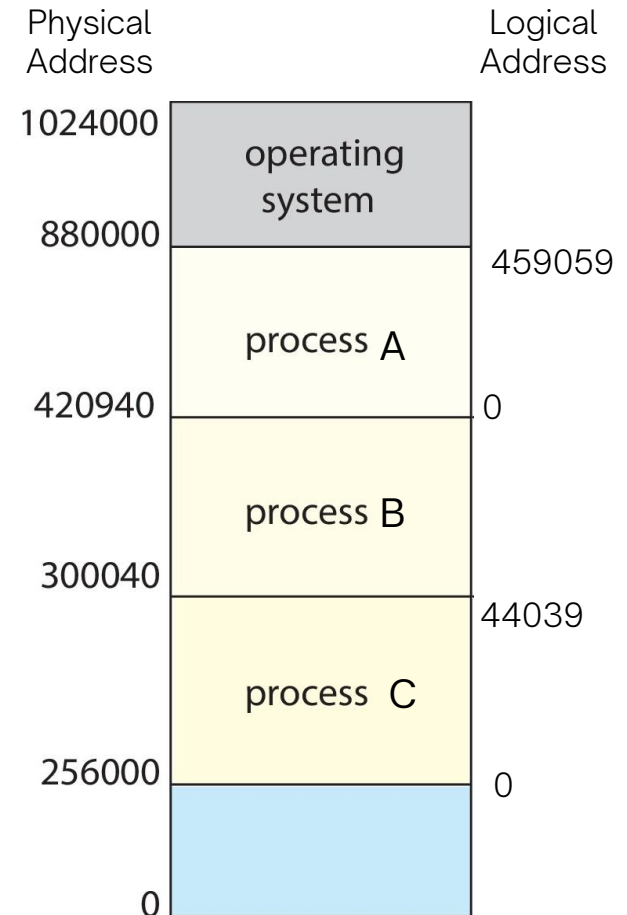 Physical
Address
Logical
Address
1024000
operating
system
880000
459059
process A
420940
0
process B
300040
44039
process C
256000
0
0